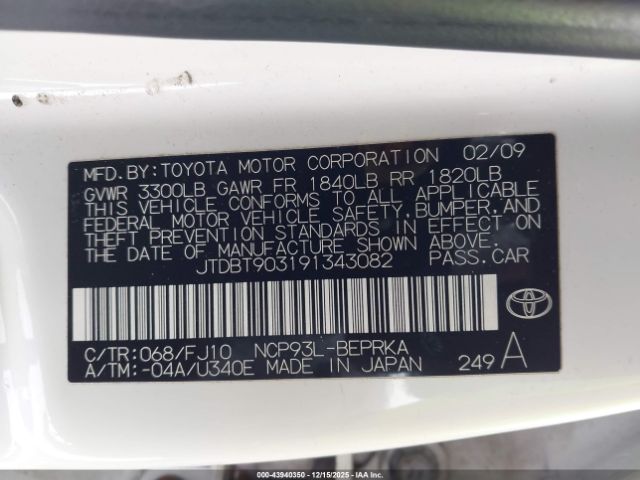 MFD.BY:TOYOTA MOTOR CORPORATION 02/09
GVWR 3300LB GAWR FR 1840LB RR 1820LB
THIS VEHICLE CONFORMS TO ALL APPLICABLE
FEDERAL MOTOR VEHICLE SAFETY,BUMPER,AND
THEFT PREVENTION STANDARDS IN EFFECT ON
THE DATE OF MANUFACTURE SHOWN ABOVE.
JTDBT903191343082 PASS.CAR
C/TR:068/FJ10 NCP93L-BEPRKA
A/TM:-04A/U340E MADE IN JAPAN 249 A
© Stock#: 43940350 - 12/15/2025 - IAA Inc.